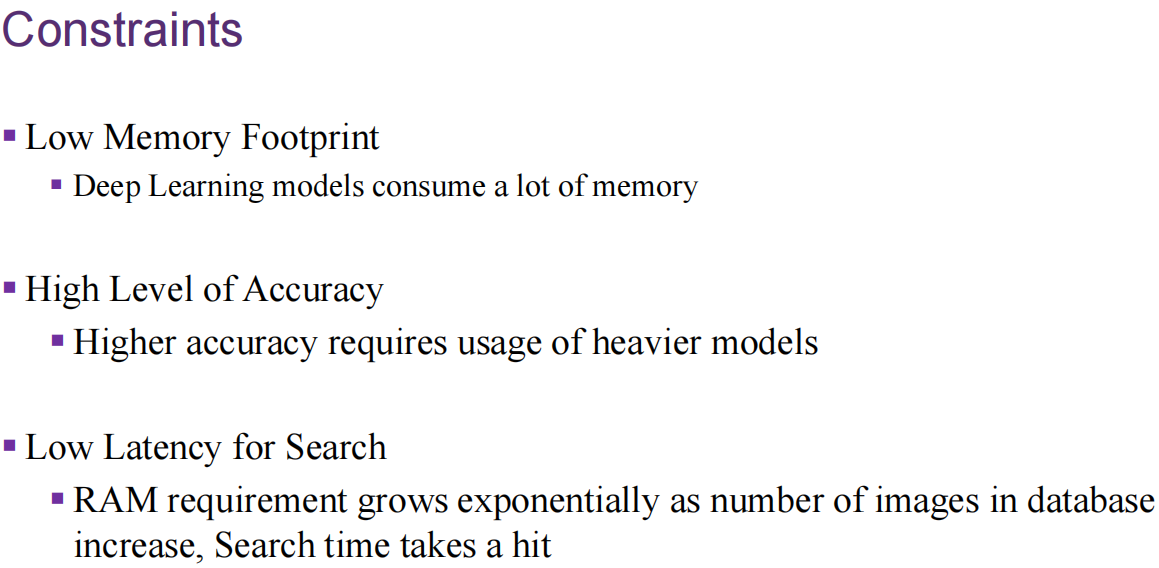 Constraints
▪ Low Memory Footprint
▪ Deep Learning models consume a lot of memory
▪ High Level of Accuracy
▪ Higher accuracy requires usage of heavier models
▪ Low Latency for Search
▪ RAM requirement grows exponentially as number of images in database
increase, Search time takes a hit